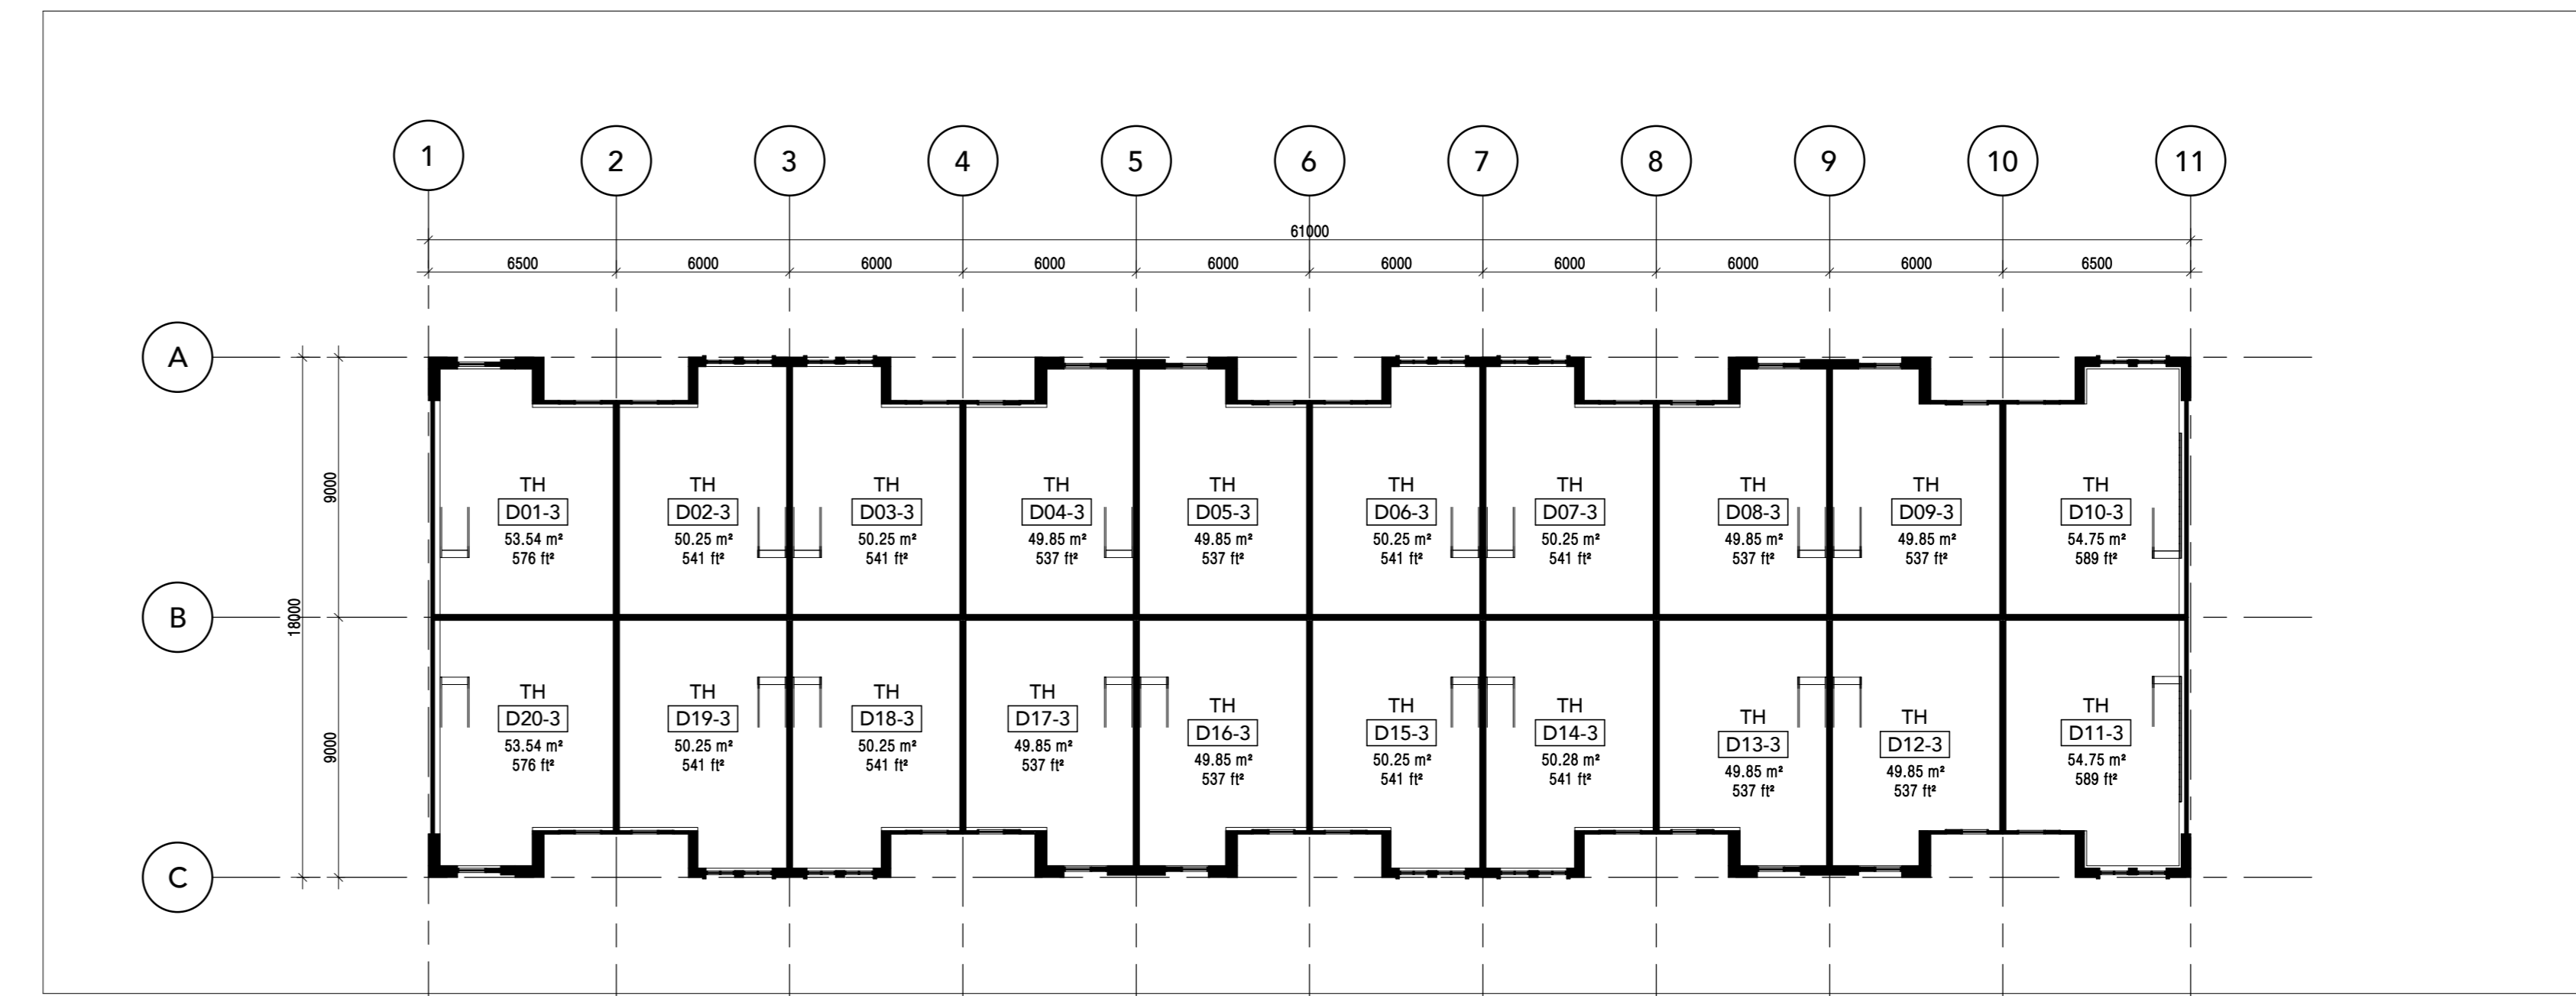 1 2 3 4 5 6 7 8 9 10 11
61000
6500 6000 6000 6000 6000 6000 6000 6000 6000 6500
A
B
C
9000
18000
9000
TH
D01-3
53.54 m²
576 ft²
TH
D02-3
50.25 m²
541 ft²
TH
D03-3
50.25 m²
541 ft²
TH
D04-3
49.85 m²
537 ft²
TH
D05-3
49.85 m²
537 ft²
TH
D06-3
50.25 m²
541 ft²
TH
D07-3
50.25 m²
541 ft²
TH
D08-3
49.85 m²
537 ft²
TH
D09-3
49.85 m²
537 ft²
TH
D10-3
54.75 m²
589 ft²
TH
D20-3
53.54 m²
576 ft²
TH
D19-3
50.25 m²
541 ft²
TH
D18-3
50.25 m²
541 ft²
TH
D17-3
49.85 m²
537 ft²
TH
D16-3
49.85 m²
537 ft²
TH
D15-3
50.25 m²
541 ft²
TH
D14-3
50.28 m²
541 ft²
TH
D13-3
49.85 m²
537 ft²
TH
D12-3
49.85 m²
537 ft²
TH
D11-3
54.75 m²
589 ft²